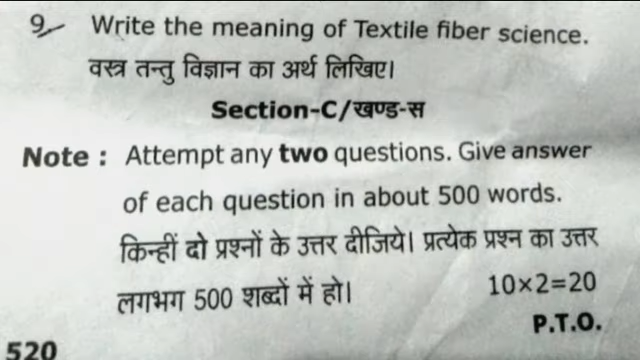 9. Write the meaning of Textile fiber science.
वस्त्र तन्तु विज्ञान का अर्थ लिखिए।
Section-C/खण्ड-स
Note : Attempt any two questions. Give answer
of each question in about 500 words.
किन्हीं दो प्रश्नों के उत्तर दीजिये। प्रत्येक प्रश्न का उत्तर
लगभग 500 शब्दों में हो।
10×2=20
P.T.O.
520